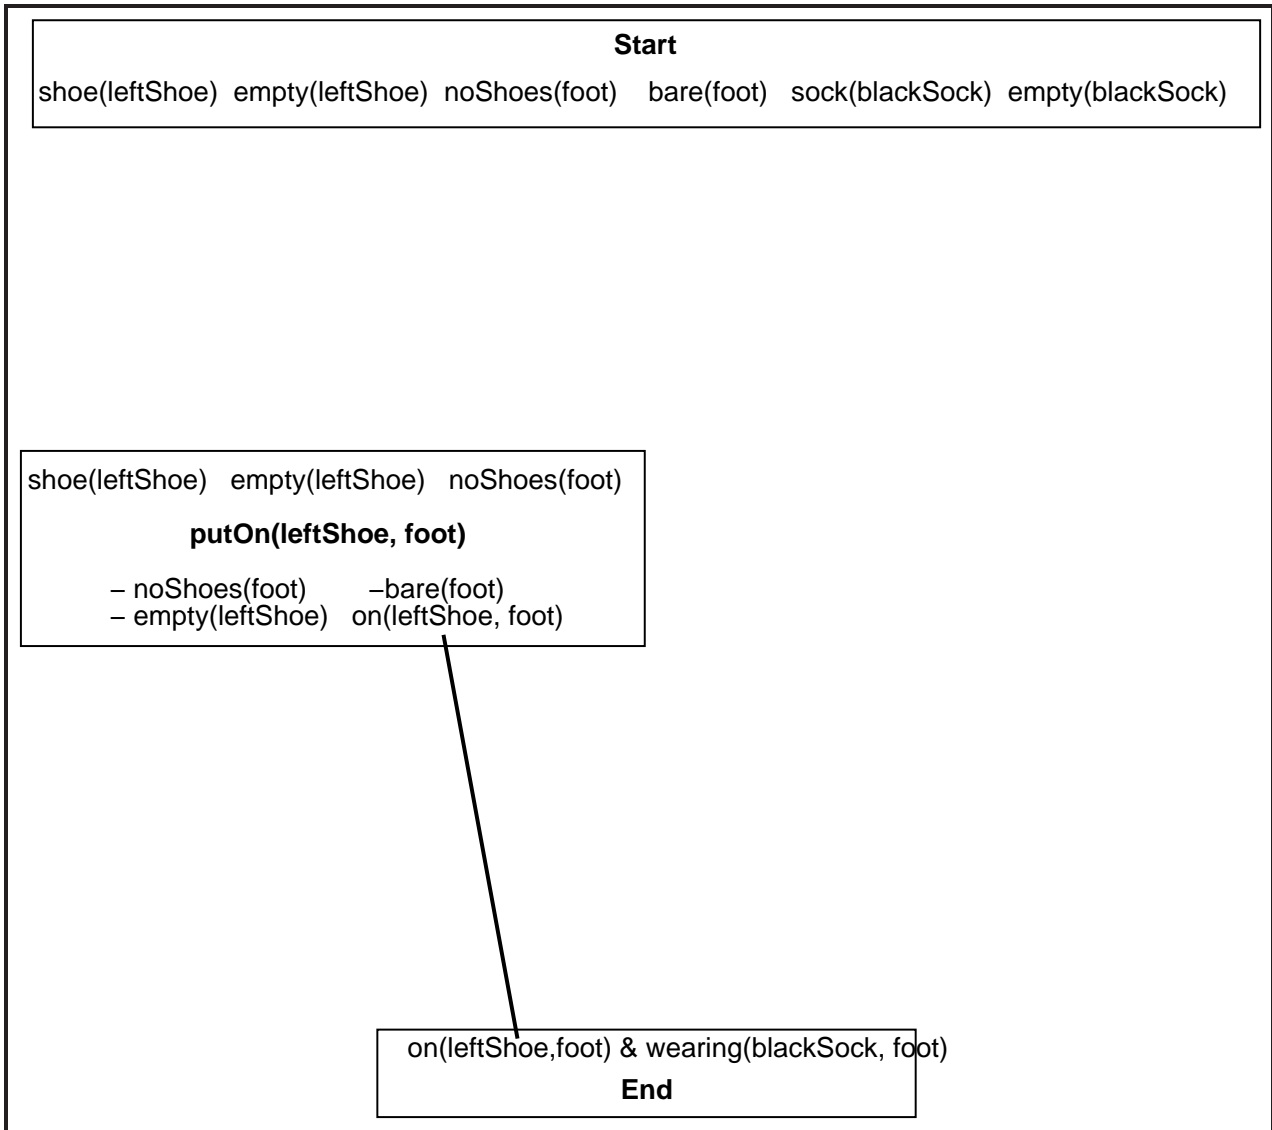 Start
shoe(leftShoe) empty(leftShoe) noShoes(foot) bare(foot) sock(blackSock) empty(blackSock)
shoe(leftShoe) empty(leftShoe) noShoes(foot)
putOn(leftShoe, foot)
– noShoes(foot) –bare(foot)
– empty(leftShoe) on(leftShoe, foot)
on(leftShoe,foot) & wearing(blackSock, foot)
End